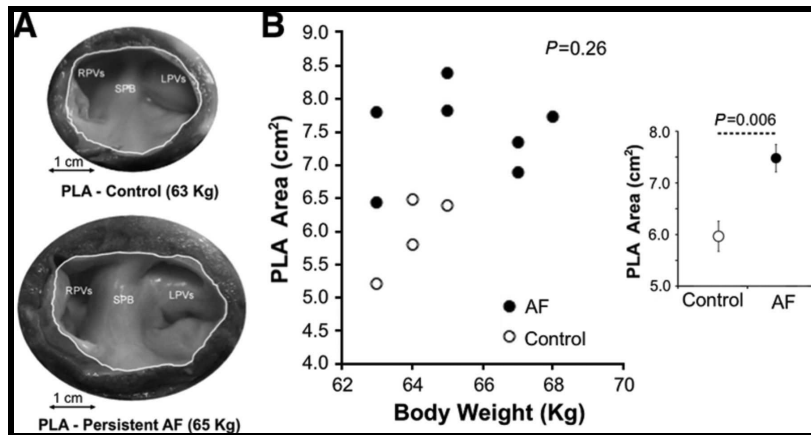 A
RPVs
LPVs
SPB
1 cm
PLA - Control (63 Kg)
RPVs
SPB
LPVs
1 cm
PLA - Persistent AF (65 Kg)
B
P=0.26
PLA Area (cm²)
9.0
8.5
8.0
7.5
7.0
6.5
6.0
5.5
5.0
4.5
4.0
AF
Control
62
64
66
68
70
Body Weight (Kg)
P=0.006
PLA Area (cm²)
8.0
7.0
6.0
5.0
Control
AF